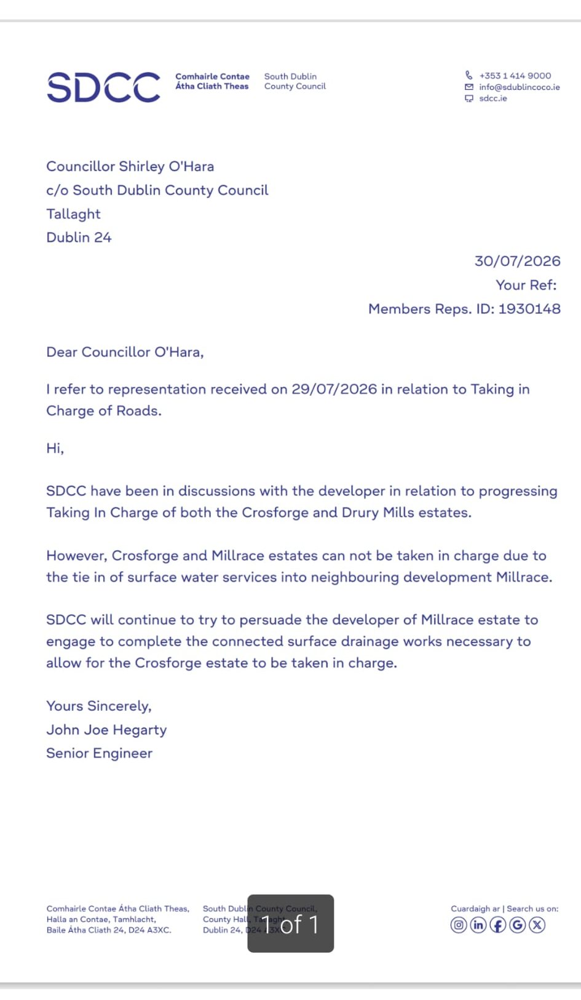 SDCC
Comhairle Contae
Átha Cliath Theas
South Dublin
County Council
+353 1 414 9000
info@sdublincoco.ie
sdcc.ie
Councillor Shirley O'Hara
c/o South Dublin County Council
Tallaght
Dublin 24
30/07/2026
Your Ref:
Members Reps. ID: 1930148
Dear Councillor O'Hara,
I refer to representation received on 29/07/2026 in relation to Taking in
Charge of Roads.
Hi,
SDCC have been in discussions with the developer in relation to progressing
Taking In Charge of both the Crosforge and Drury Mills estates.
However, Crosforge and Millrace estates can not be taken in charge due to
the tie in of surface water services into neighbouring development Millrace.
SDCC will continue to try to persuade the developer of Millrace estate to
engage to complete the connected surface drainage works necessary to
allow for the Crosforge estate to be taken in charge.
Yours Sincerely,
John Joe Hegarty
Senior Engineer
Comhairle Contae Átha Cliath Theas,
Halla an Contae, Tamhlacht,
Baile Átha Cliath 24, D24 A3XC.
South Dublin County Council,
County Hall, Tallaght,
Dublin 24, D24 A3XC.
1 of 1
Cuardaigh ar | Search us on: